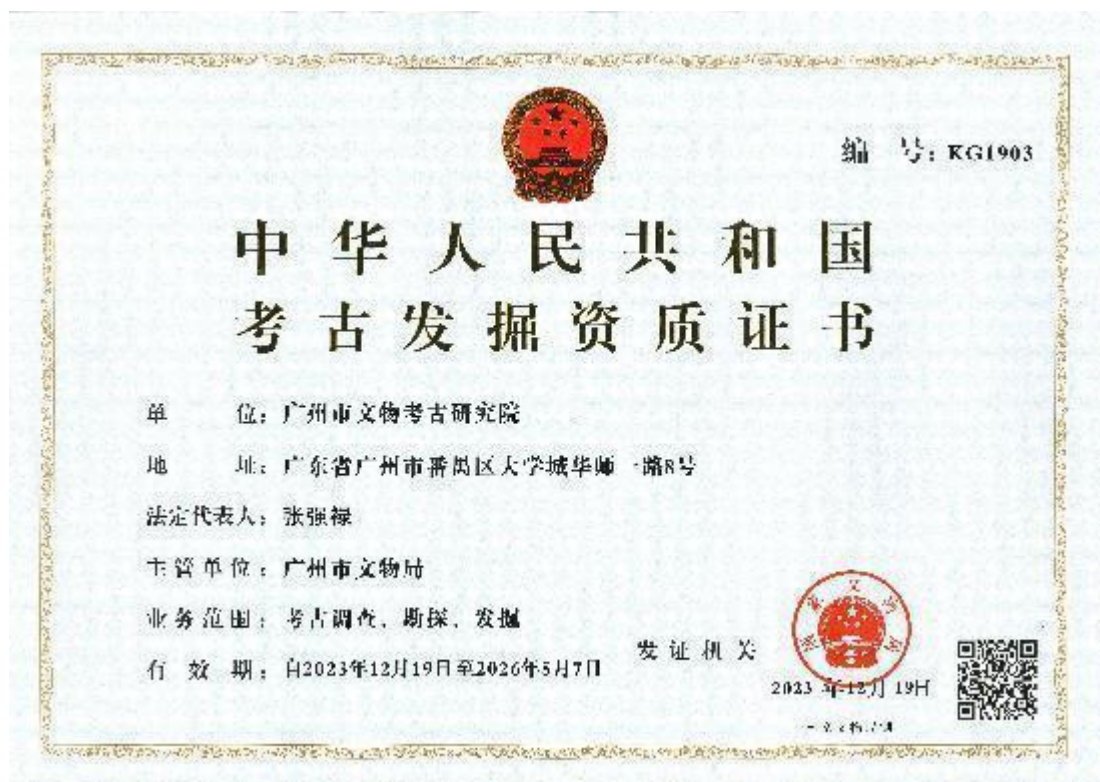 编 号：KG1903
中华人民共和国
考古发掘资质证书
单 位：广州市文物考古研究院
地 址：广东省广州市番禺区大学城华师一路8号
法定代表人：张强禄
主管单位：广州市文物局
业务范围：考古调查、勘探、发掘
有 效 期：自2023年12月19日至2026年5月7日
发证机关
2023 年 12月 19日